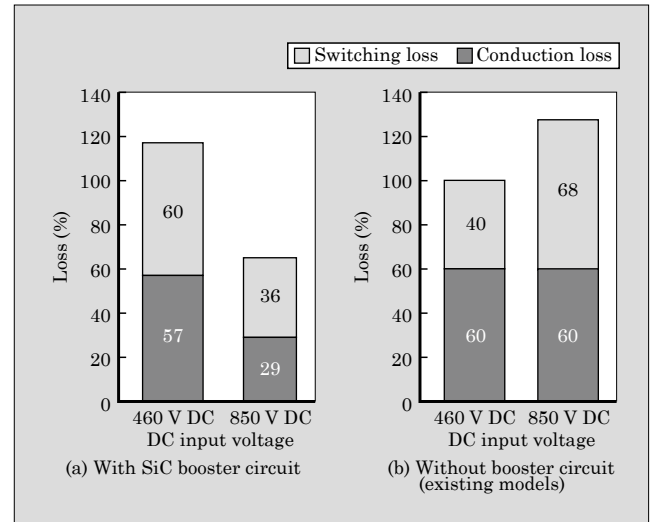 Switching loss
Conduction loss
Loss (%)
140
120
100
80
60
40
20
0
60
57
36
29
460 V DC
850 V DC
DC input voltage
(a) With SiC booster circuit
Loss (%)
140
120
100
80
60
40
20
0
40
60
68
60
460 V DC
850 V DC
DC input voltage
(b) Without booster circuit
(existing models)